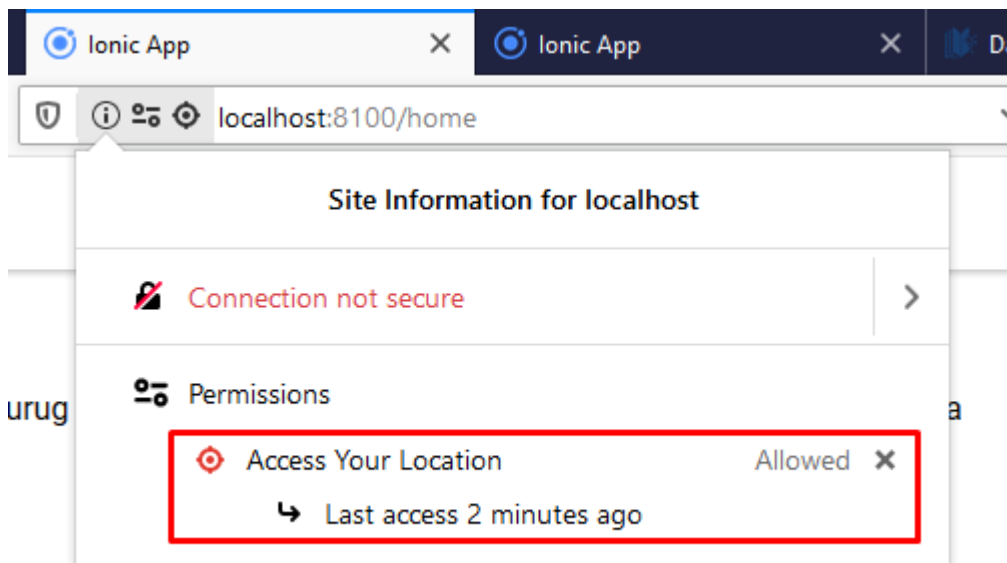 Ionic App Ionic App
localhost:8100/home
Site Information for localhost
Connection not secure
Permissions
urug a
Access Your Location Allowed
Last access 2 minutes ago